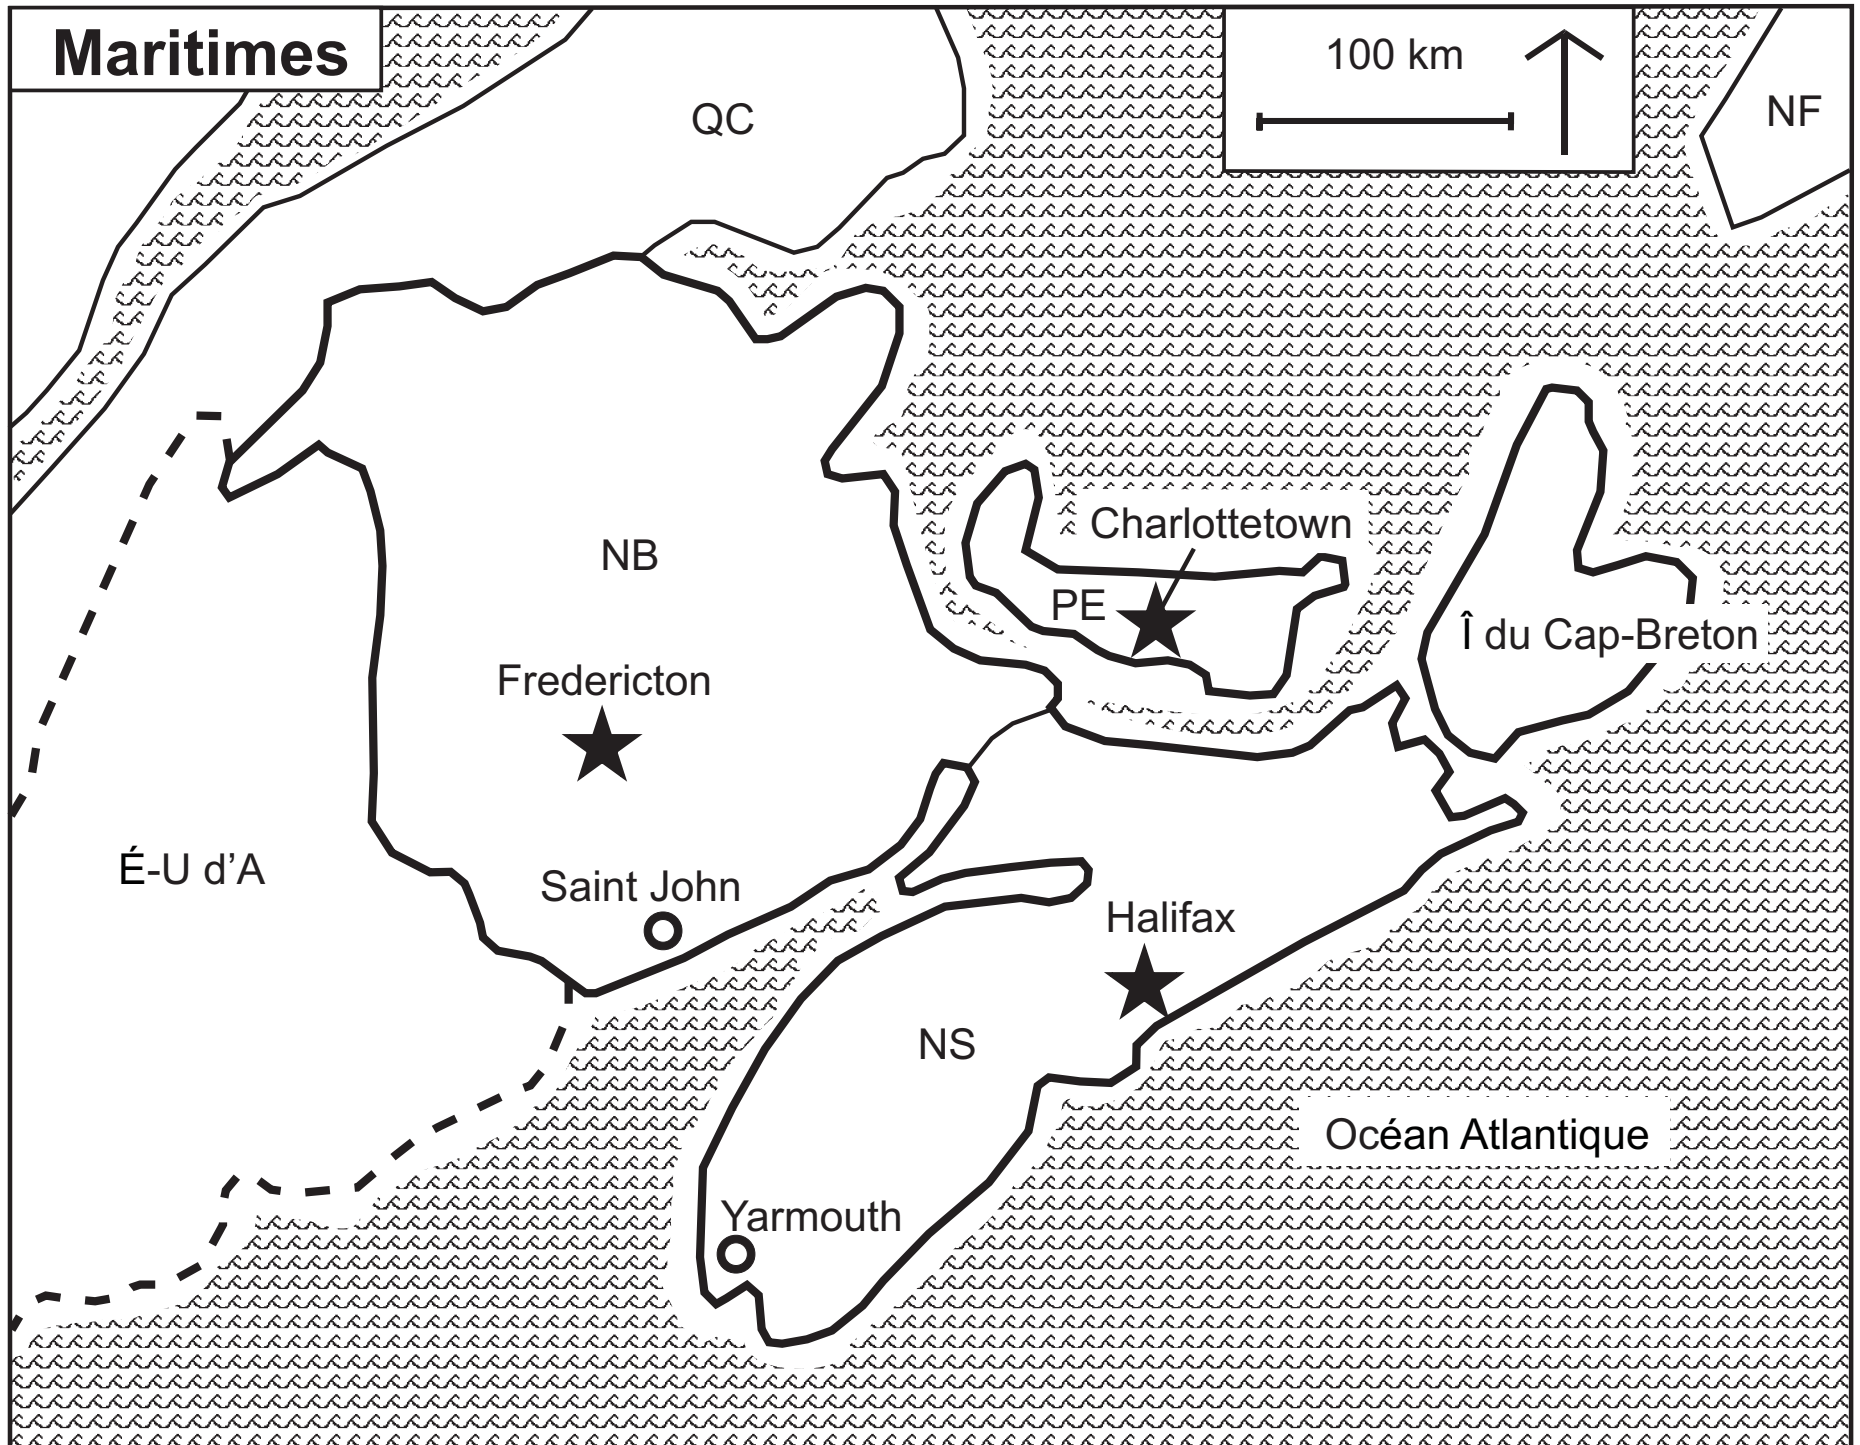 Maritimes
100 km
QC
NF
NB
Charlottetown
PE
Î du Cap-Breton
Fredericton
É-U d’A
Saint John
Halifax
NS
Océan Atlantique
Yarmouth